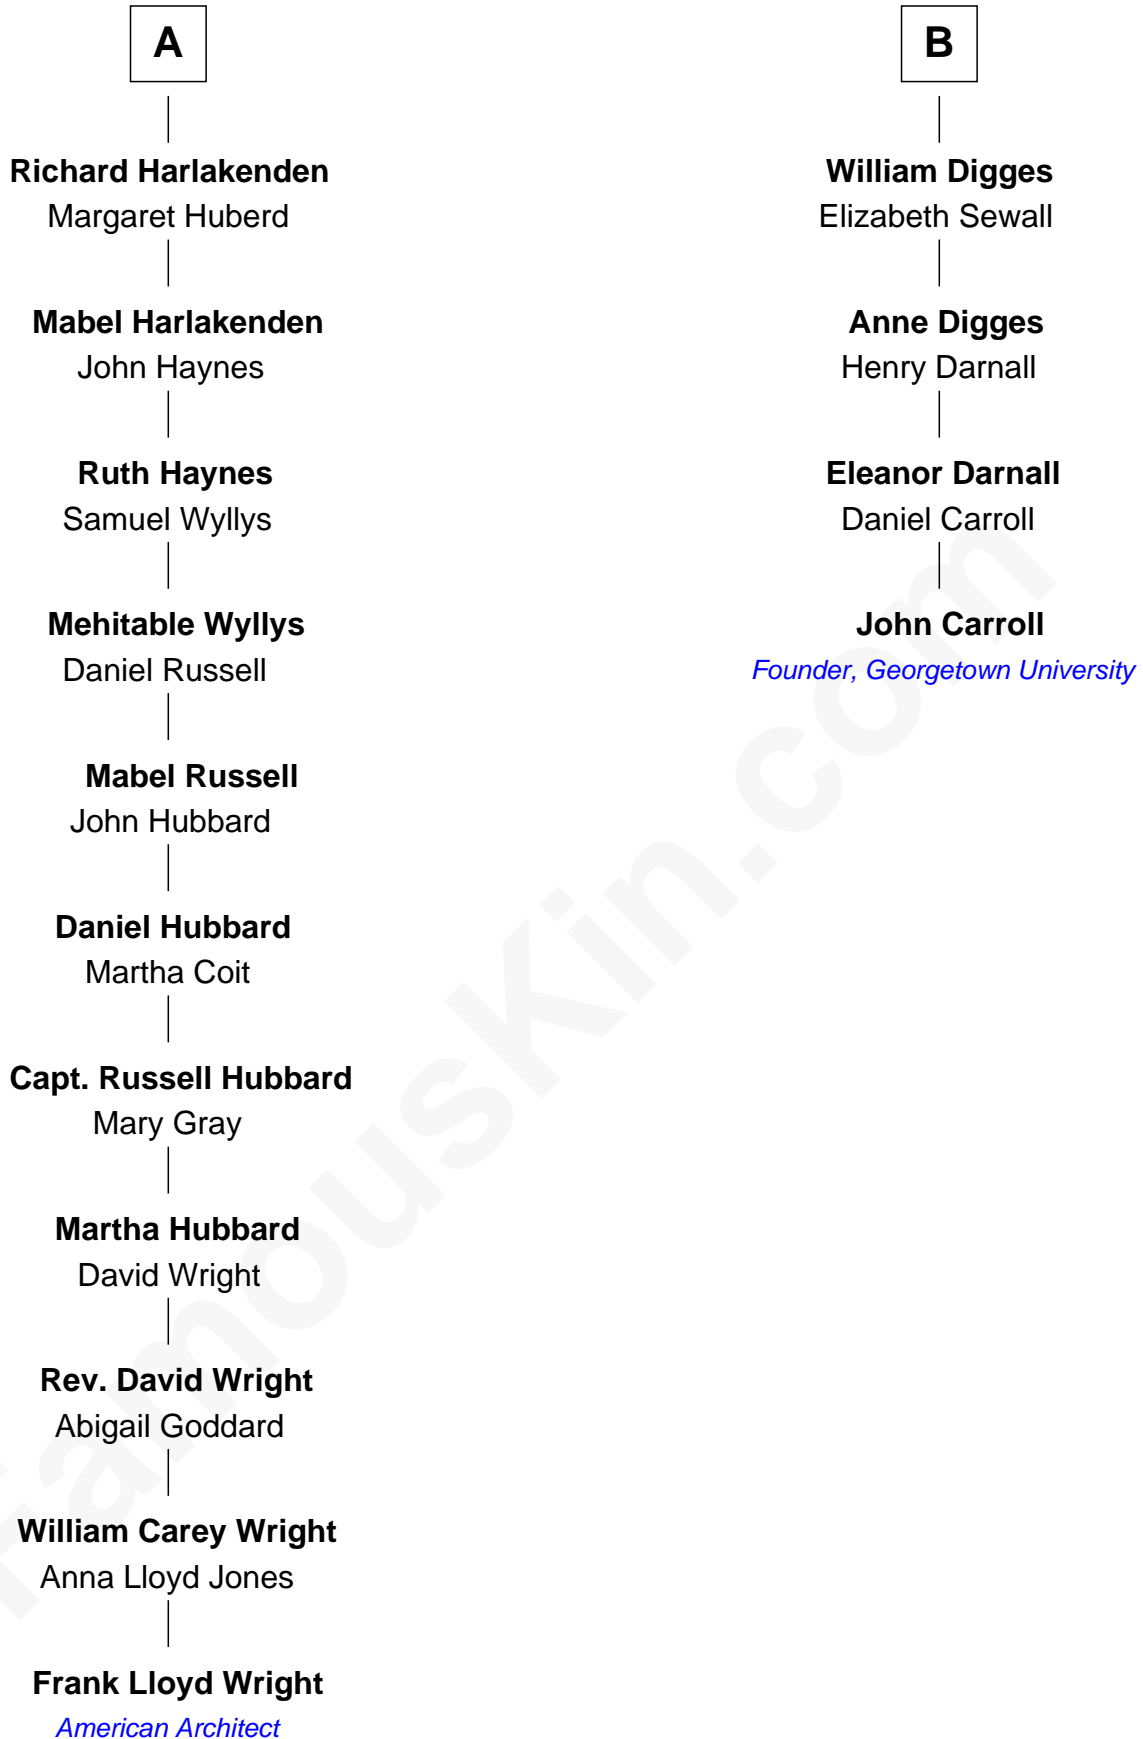 A
Richard Harlakenden
Margaret Huberd
Mabel Harlakenden
John Haynes
Ruth Haynes
Samuel Wyllys
Mehitable Wyllys
Daniel Russell
Mabel Russell
John Hubbard
Daniel Hubbard
Martha Coit
Capt. Russell Hubbard
Mary Gray
Martha Hubbard
David Wright
Rev. David Wright
Abigail Goddard
William Carey Wright
Anna Lloyd Jones
Frank Lloyd Wright
American Architect
B
William Digges
Elizabeth Sewall
Anne Digges
Henry Darnall
Eleanor Darnall
Daniel Carroll
John Carroll
Founder, Georgetown University
FamousKin.com